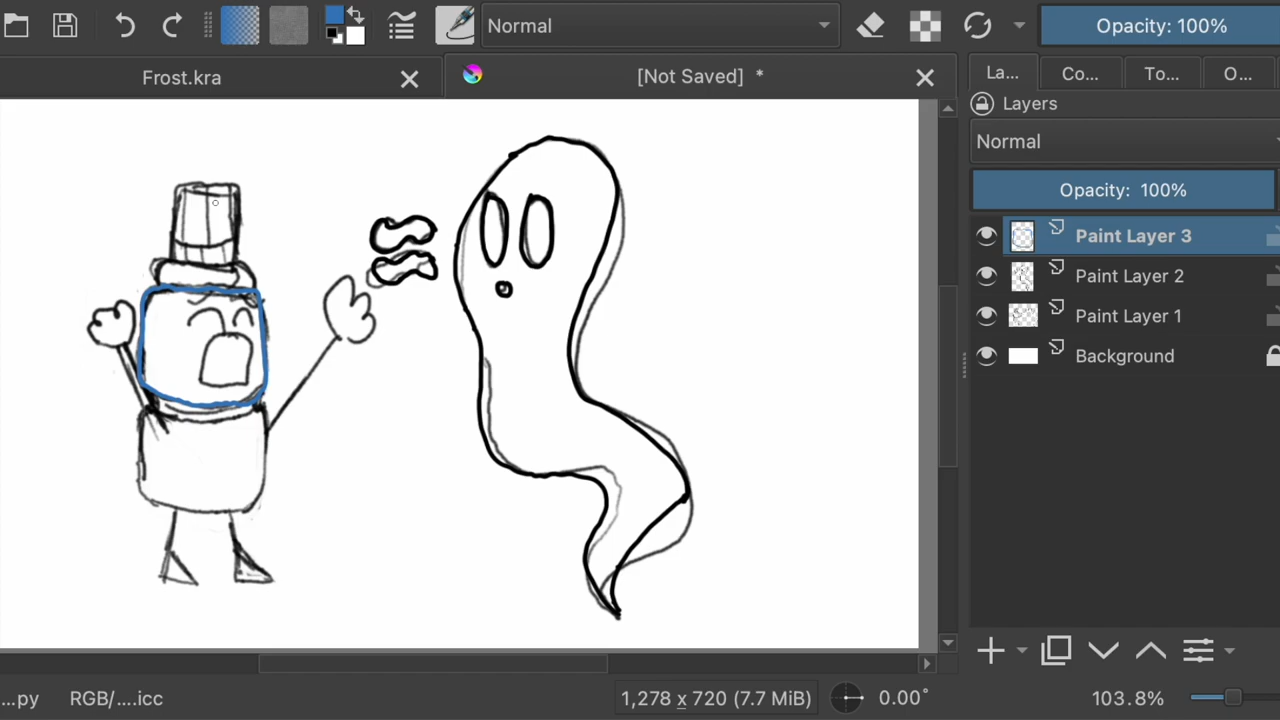 Normal
Opacity: 100%
Frost.kra
[Not Saved] *
La...
Co...
To...
O...
Layers
Normal
Opacity: 100%
Paint Layer 3
Paint Layer 2
Paint Layer 1
Background
...py
RGB/....icc
1,278 x 720 (7.7 MiB)
0.00°
103.8%